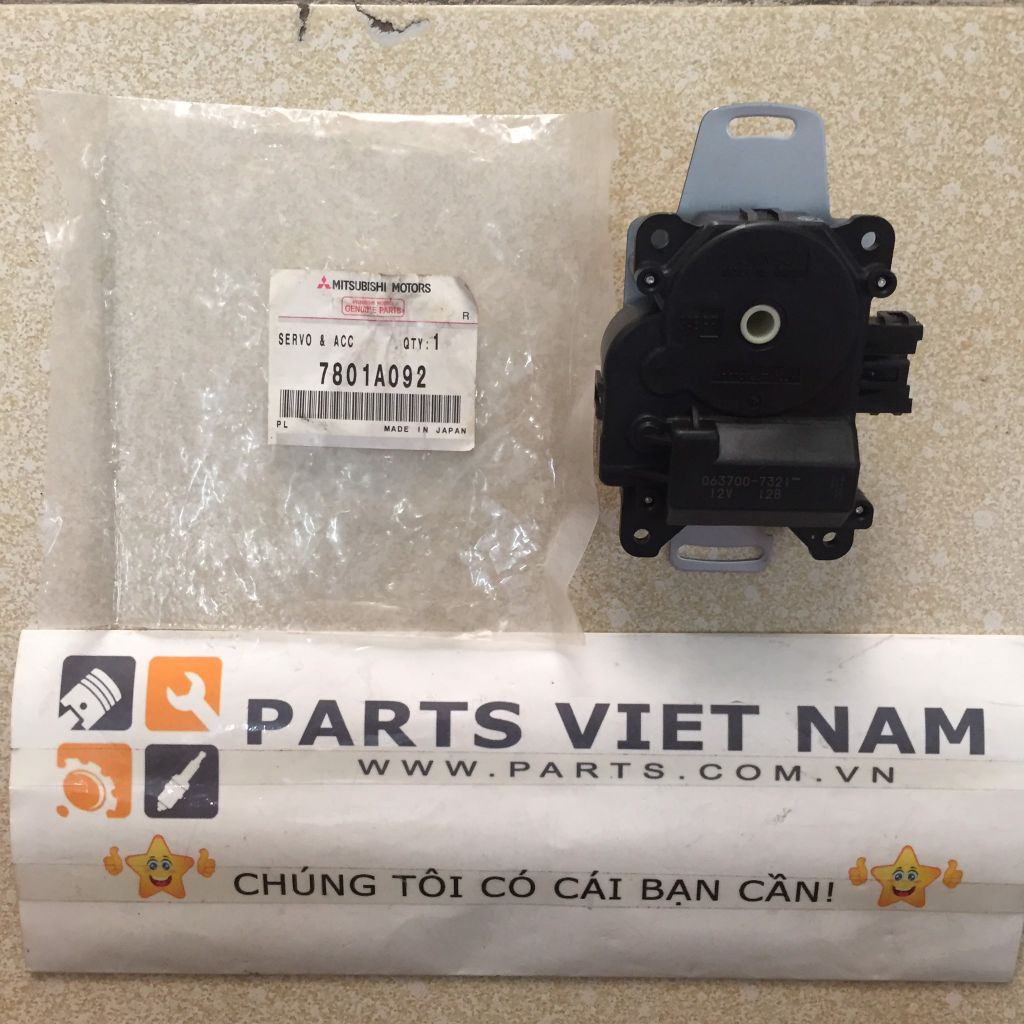 MITSUBISHI MOTORS
GENUINE PARTS
R
SERVO & ACC QTY:1
7801A092
PL MADE IN JAPAN
063700-7321
12V 12B
PARTS VIET NAM
WWW.PARTS.COM.VN
CHÚNG TÔI CÓ CÁI BẠN CẦN!